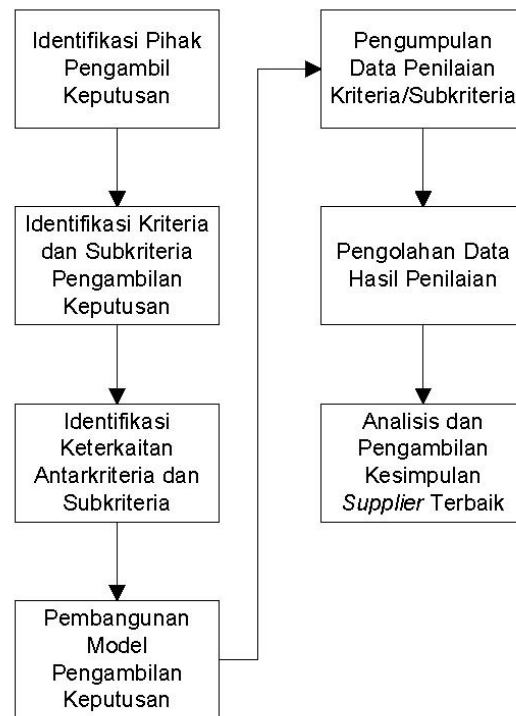 Identifikasi Pihak
Pengambil
Keputusan
Identifikasi Kriteria
dan Subkriteria
Pengambilan
Keputusan
Identifikasi
Keterkaitan
Antarkriteria dan
Subkriteria
Pembangunan
Model
Pengambilan
Keputusan
Pengumpulan
Data Penilaian
Kriteria/Subkriteria
Pengolahan Data
Hasil Penilaian
Analisis dan
Pengambilan
Kesimpulan
Supplier Terbaik